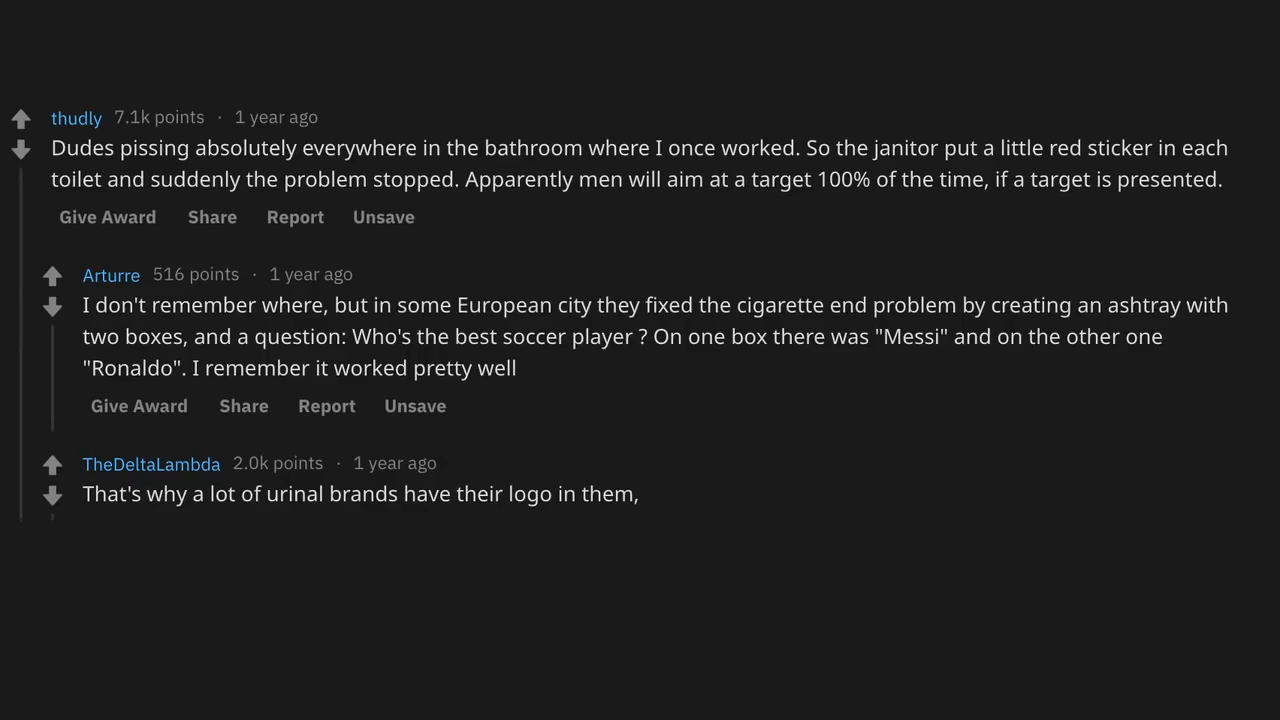 thudly 7.1k points · 1 year ago
Dudes pissing absolutely everywhere in the bathroom where I once worked. So the janitor put a little red sticker in each
toilet and suddenly the problem stopped. Apparently men will aim at a target 100% of the time, if a target is presented.
Give Award Share Report Unsave
Arturre 516 points · 1 year ago
I don't remember where, but in some European city they fixed the cigarette end problem by creating an ashtray with
two boxes, and a question: Who's the best soccer player ? On one box there was "Messi" and on the other one
"Ronaldo". I remember it worked pretty well
Give Award Share Report Unsave
TheDeltaLambda 2.0k points · 1 year ago
That's why a lot of urinal brands have their logo in them,